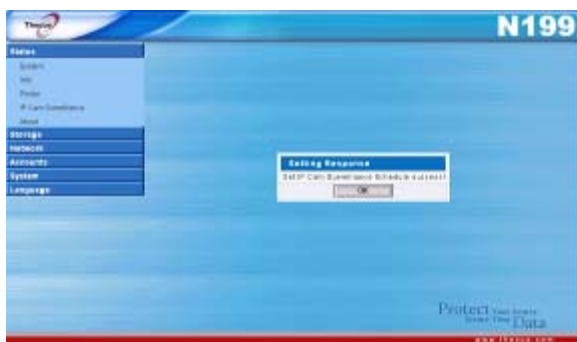 Thecus
N199
Status
System
Info
Printer
IP Cam Surveillance
About
Storage
Network
Accounts
System
Language
Setting Response
Set IP Cam Surveillance Schedule success!
OK
Protect Your Source
Secure Your Data
www.thecus.com